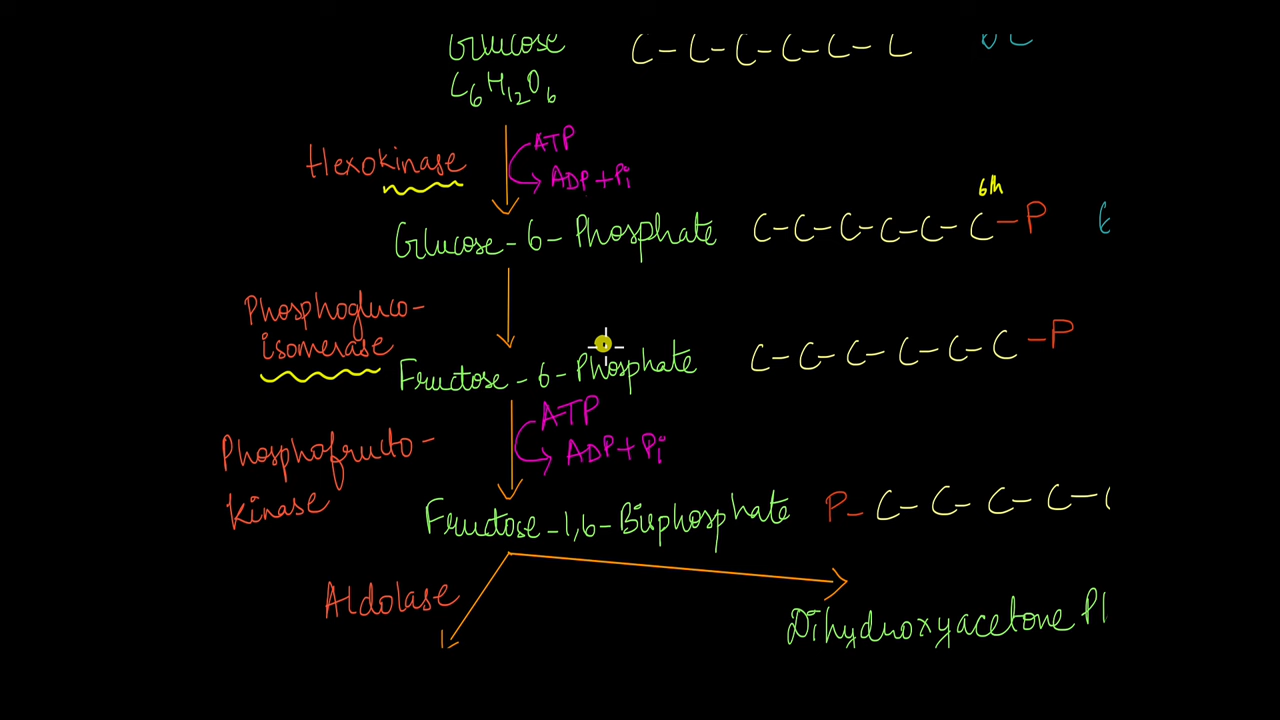 Glucose C-C-C-C-C-C
C6H12O6
Hexokinase ATP
ADP+Pi
6th
Glucose-6-Phosphate C-C-C-C-C-C-P
Phosphogluco-
isomerase
Fructose-6-Phosphate C-C-C-C-C-C-P
ATP
Phosphofructo-
ADP+Pi
kinase
Fructose-1,6-Bisphosphate P-C-C-C-C-C
Aldolase
Dihydroxyacetone